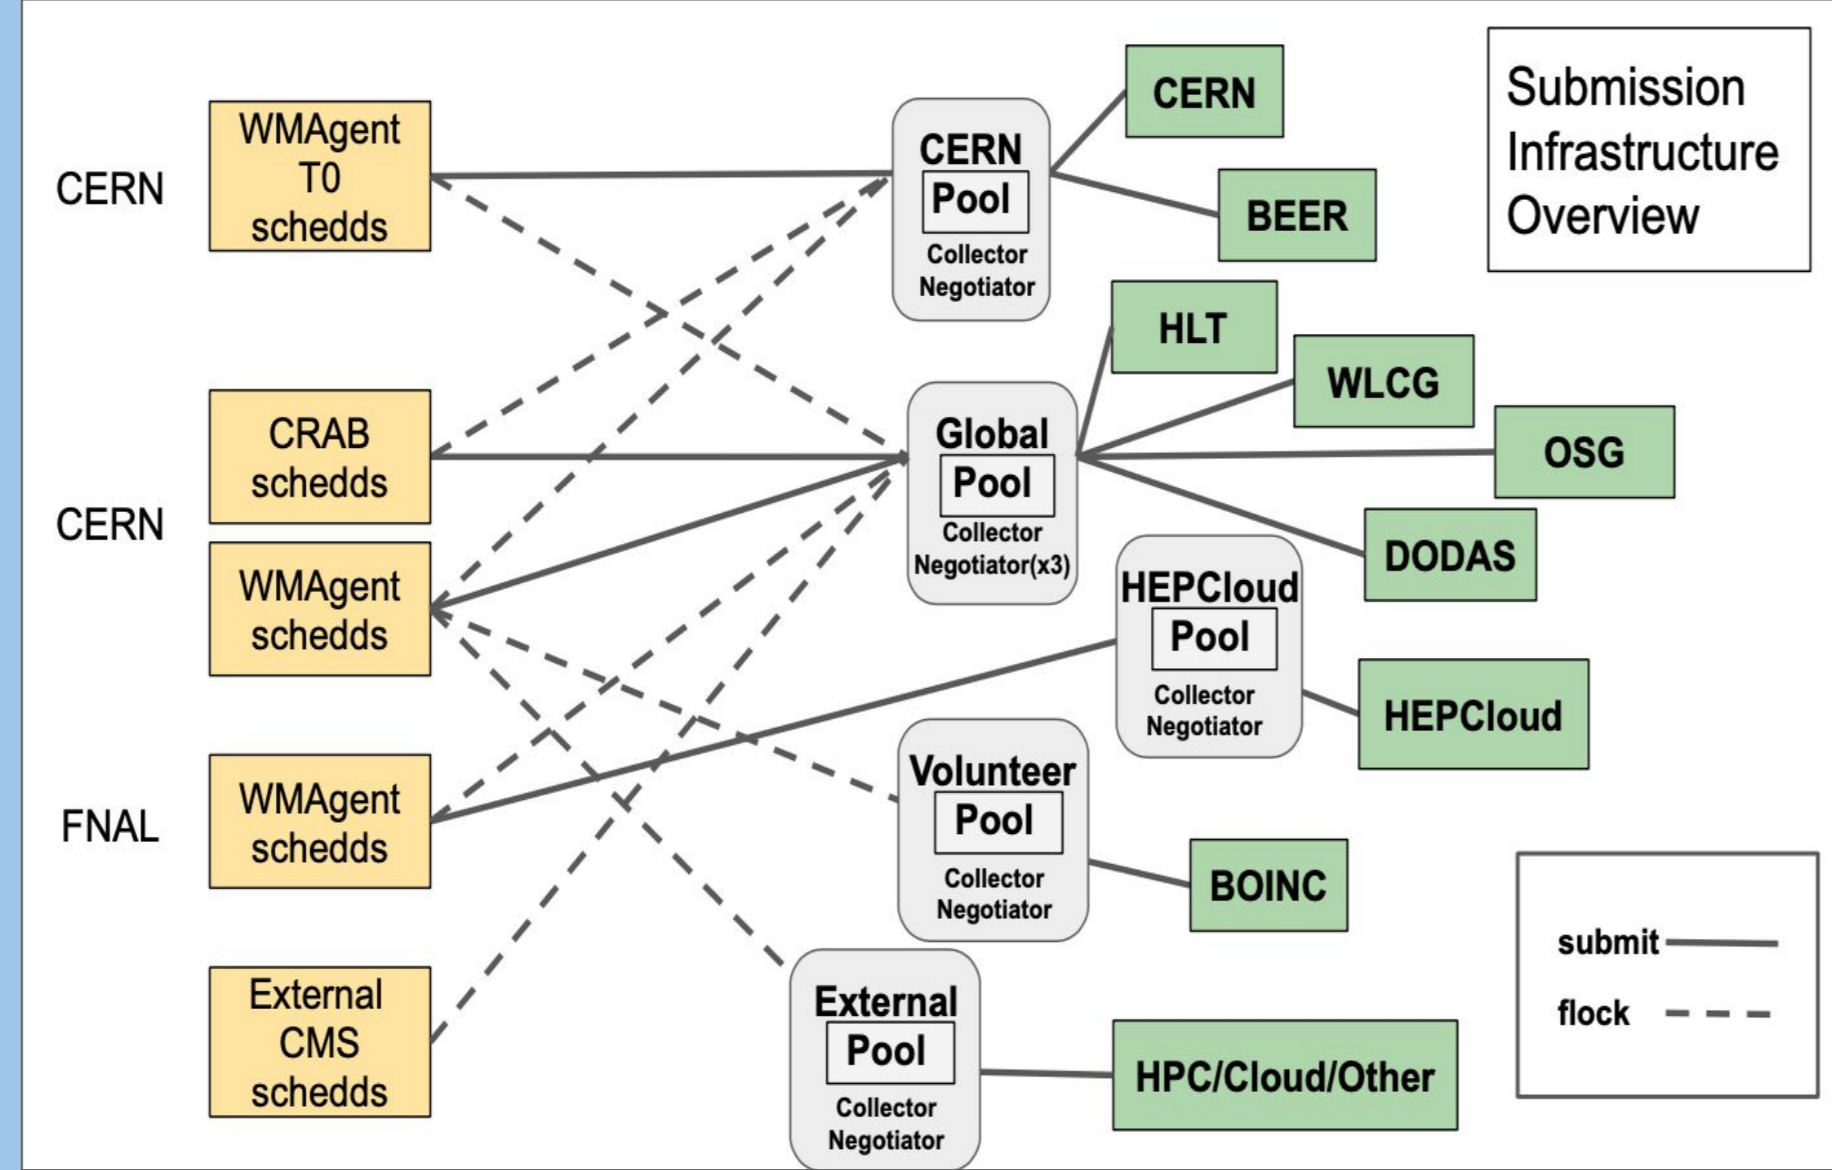 CERN
WMAgent
T0
schedds
CERN
CRAB
schedds
WMAgent
schedds
FNAL
WMAgent
schedds
External
CMS
schedds
CERN
Pool
Collector
Negotiator
Global
Pool
Collector
Negotiator(x3)
HEPCloud
Pool
Collector
Negotiator
Volunteer
Pool
Collector
Negotiator
External
Pool
Collector
Negotiator
CERN
BEER
HLT
WLCG
OSG
DODAS
HEPCloud
BOINC
HPC/Cloud/Other
Submission
Infrastructure
Overview
submit
flock